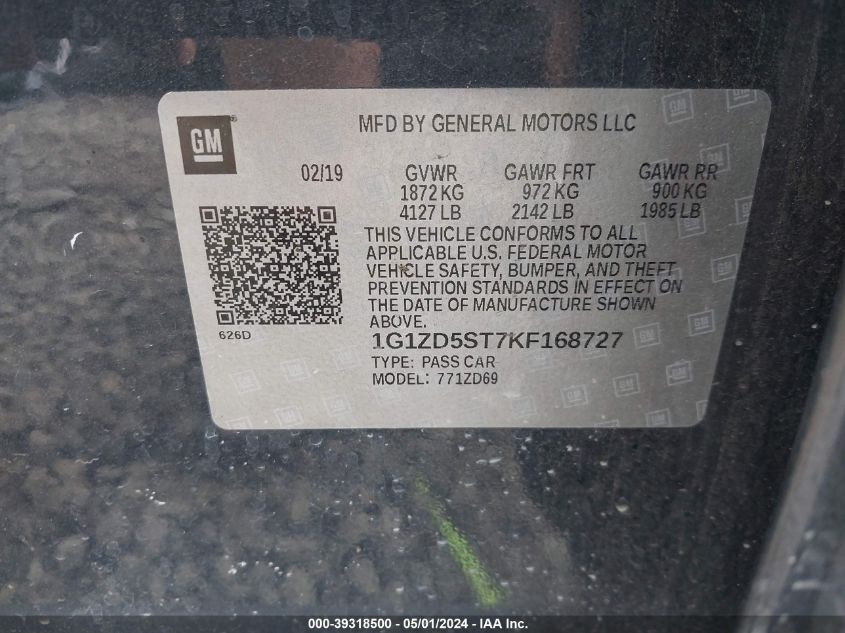 GM
MFD BY GENERAL MOTORS LLC
02/19 GVWR GAWR FRT GAWR RR
1872 KG 972 KG 900 KG
4127 LB 2142 LB 1985 LB
THIS VEHICLE CONFORMS TO ALL
APPLICABLE U.S. FEDERAL MOTOR
VEHICLE SAFETY, BUMPER, AND THEFT
PREVENTION STANDARDS IN EFFECT ON
THE DATE OF MANUFACTURE SHOWN
ABOVE.
626D
1G1ZD5ST7KF168727
TYPE: PASS CAR
MODEL: 771ZD69
000-39318500 - 05/01/2024 - IAA Inc.